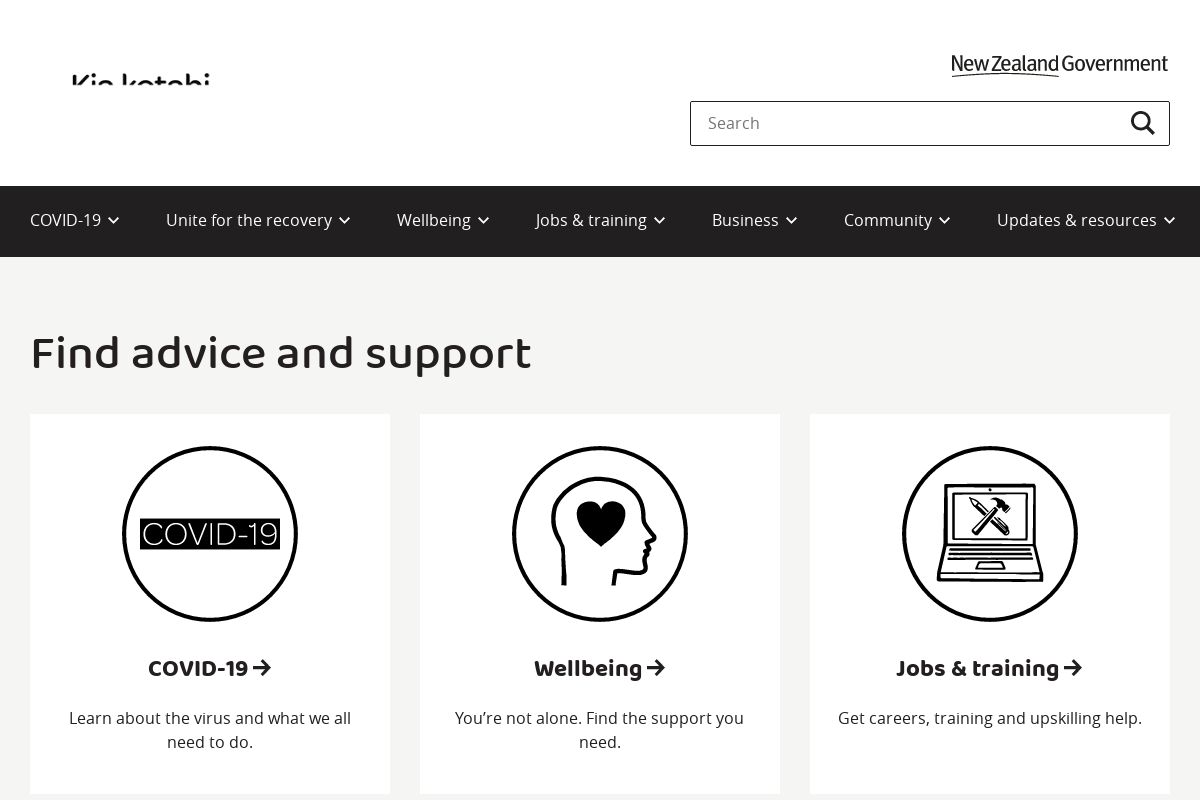 Kia kotahi
New Zealand Government
Search
COVID-19 Unite for the recovery Wellbeing Jobs & training Business Community Updates & resources
Find advice and support
COVID-19
COVID-19
Learn about the virus and what we all
need to do.
Wellbeing
You’re not alone. Find the support you
need.
Jobs & training
Get careers, training and upskilling help.